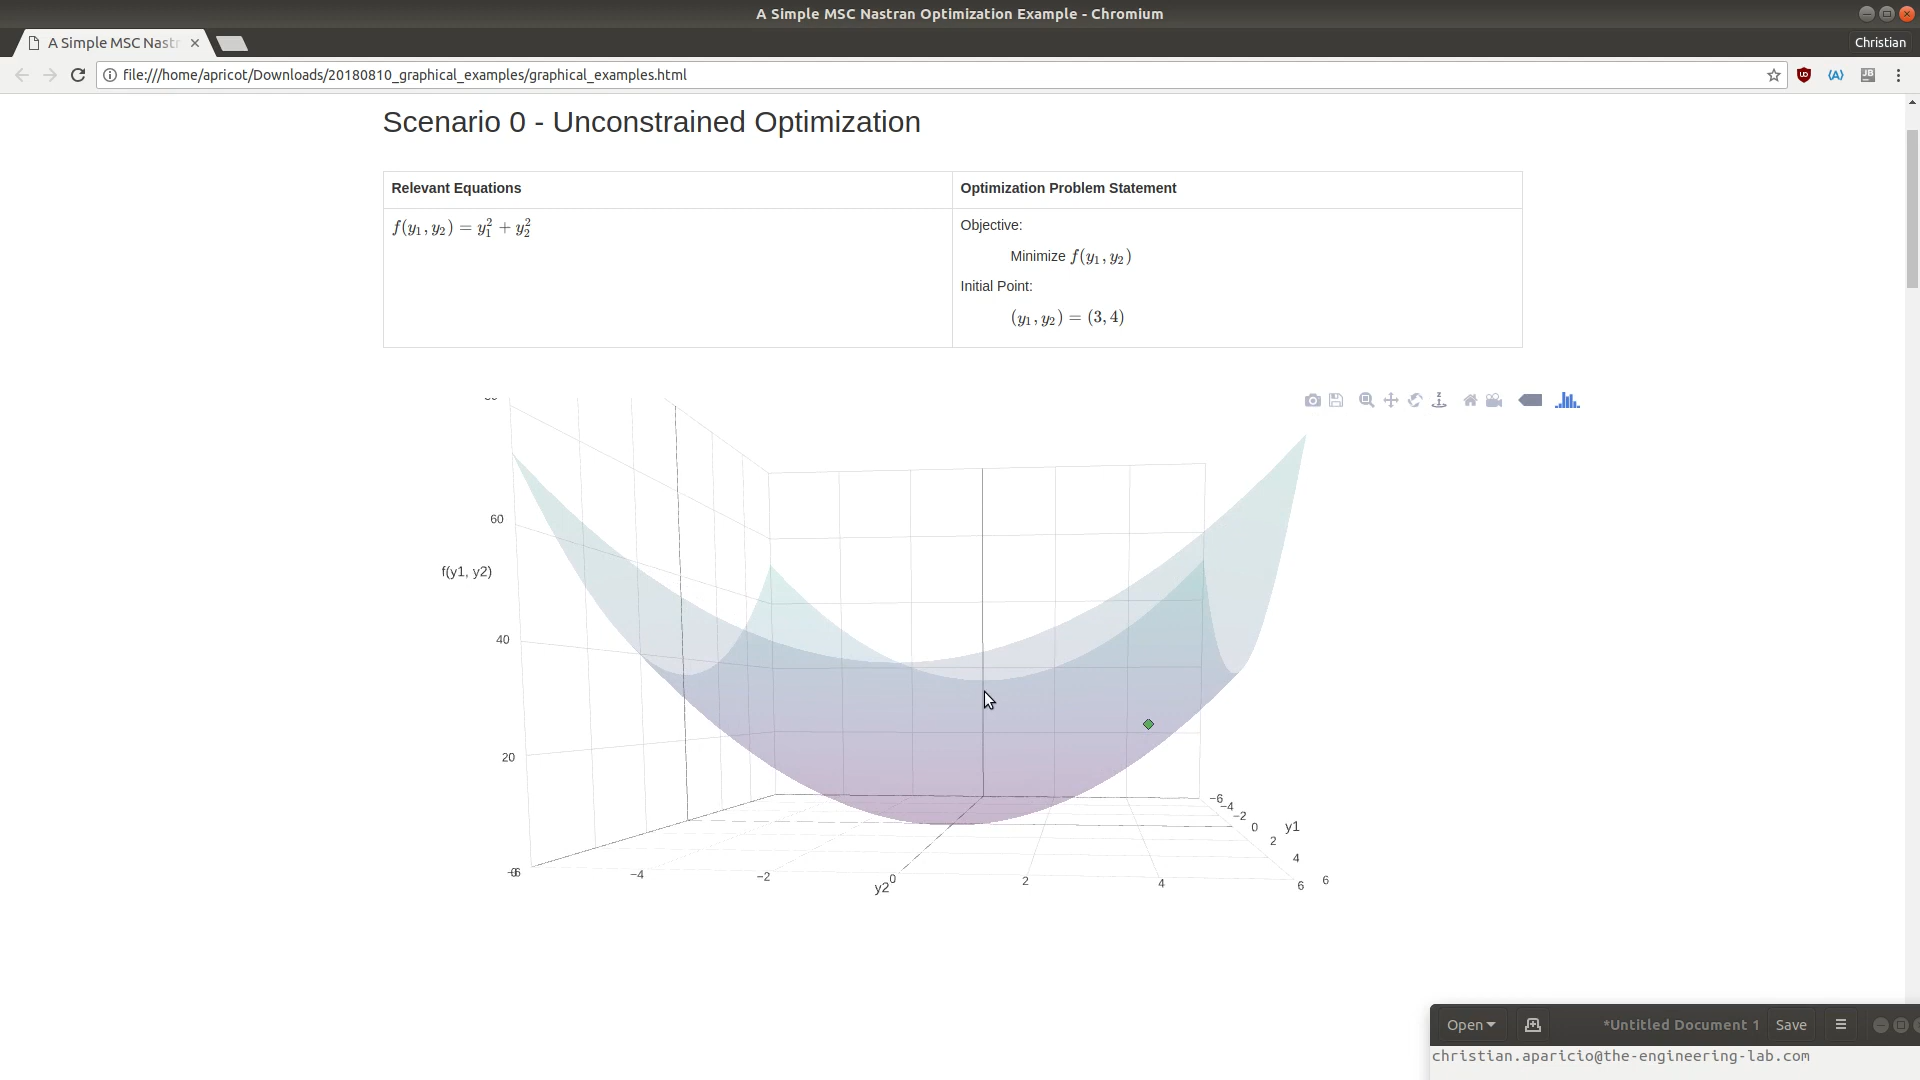 A Simple MSC Nastran Optimization Example - Chromium
A Simple MSC Nastr
Christian
file:///home/apricot/Downloads/20180810_graphical_examples/graphical_examples.html
Scenario 0 - Unconstrained Optimization
Relevant Equations
Optimization Problem Statement
f(y₁, y₂) = y₁² + y₂²
Objective:
Minimize f(y₁, y₂)
Initial Point:
(y₁, y₂) = (3, 4)
60
f(y1, y2)
40
20
−6
−4
−2
0
2
4
6
y1
−4
−2
0
2
4
6
y2
Open
*Untitled Document 1
Save
christian.aparicio@the-engineering-lab.com